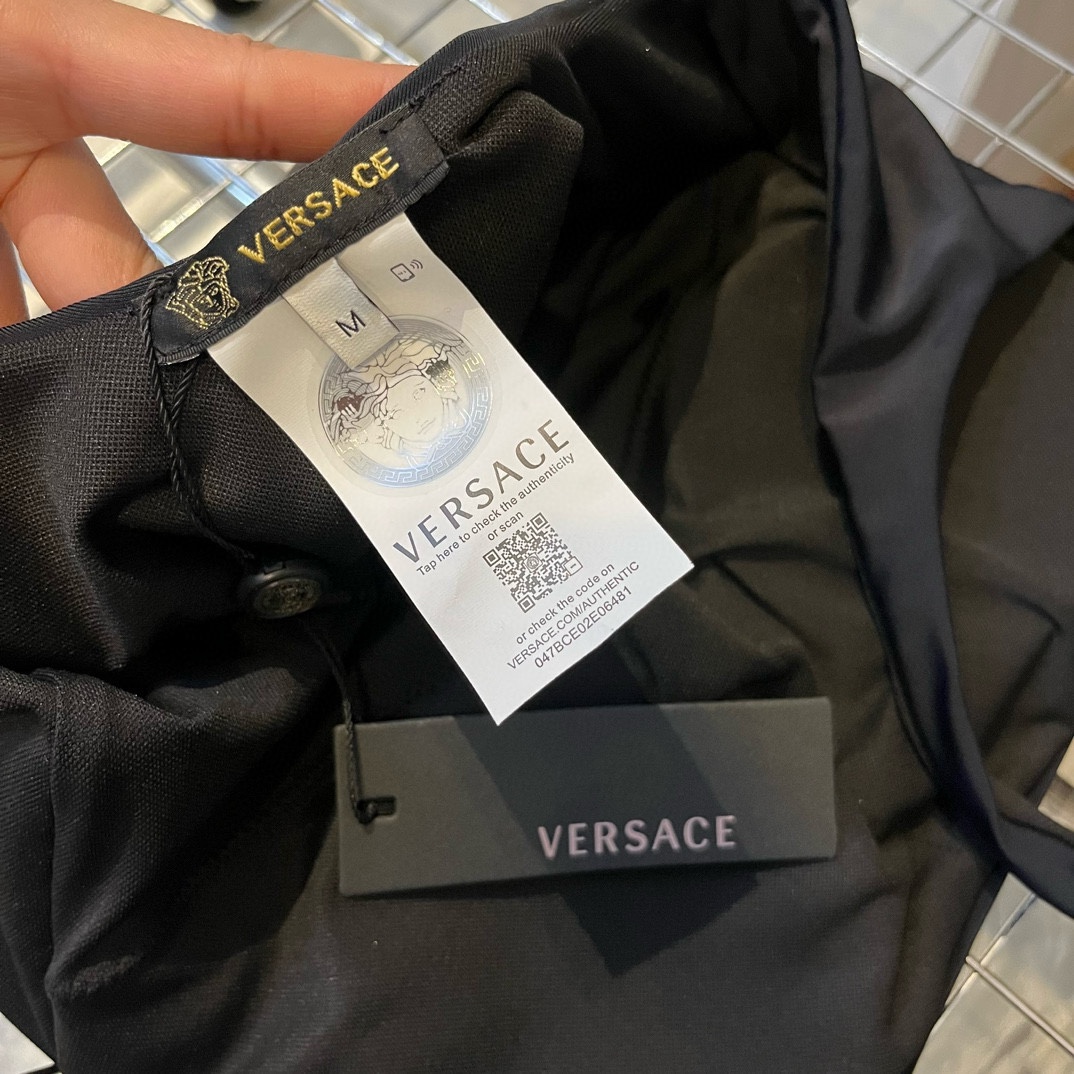 VERSACE
M
VERSACE
Tap here to check the authenticity
or scan
or check the code on
VERSACE.COM/AUTHENTIC
047BCE02E06481
VERSACE